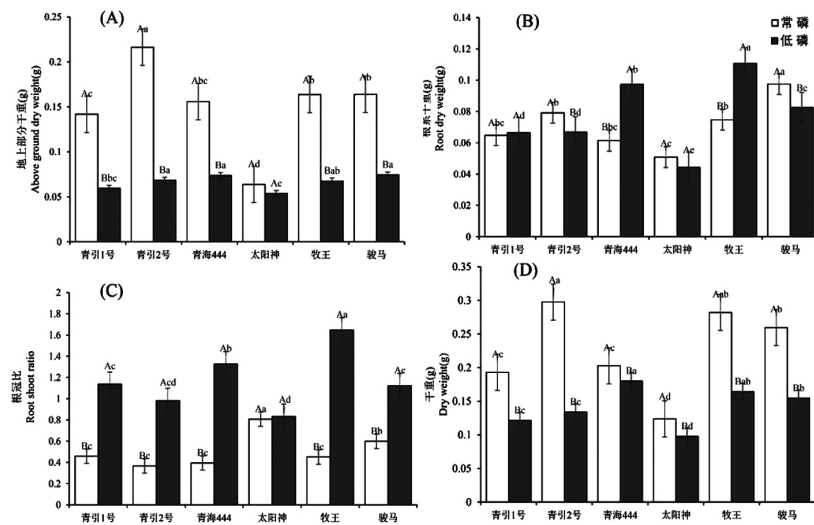 (A)
地上部分干重(g)
Above ground dry weight(g)
0.25
0.2
0.15
0.1
0.05
0
Ac
Bbc
Aa
Ba
Abc
Ba
Ad
Ac
Ab
Bab
Ab
Ba
青引1号
青引2号
青海444
太阳神
牧王
骏马
(B)
常磷
低磷
根系干重(g)
Root dry weight(g)
0.14
0.12
0.1
0.08
0.06
0.04
0.02
0
Abc
Ad
Ab
Bd
Bbc
Ab
Ac
Ac
Bb
Aa
Aa
Bc
青引1号
青引2号
青海444
太阳神
牧王
骏马
(C)
根冠比
Root shoot ratio
1.8
1.6
1.4
1.2
1
0.8
0.6
0.4
0.2
0
Bc
Ac
Bc
Acd
Bc
Ab
Aa
Ad
Bc
Aa
Bb
Ac
青引1号
青引2号
青海444
太阳神
牧王
骏马
(D)
干重(g)
Dry weight(g)
0.35
0.3
0.25
0.2
0.15
0.1
0.05
0
Ac
Bc
Aa
Bc
Ac
Ba
Ad
Bd
Aab
Bab
Ab
Bb
青引1号
青引2号
青海444
太阳神
牧王
骏马